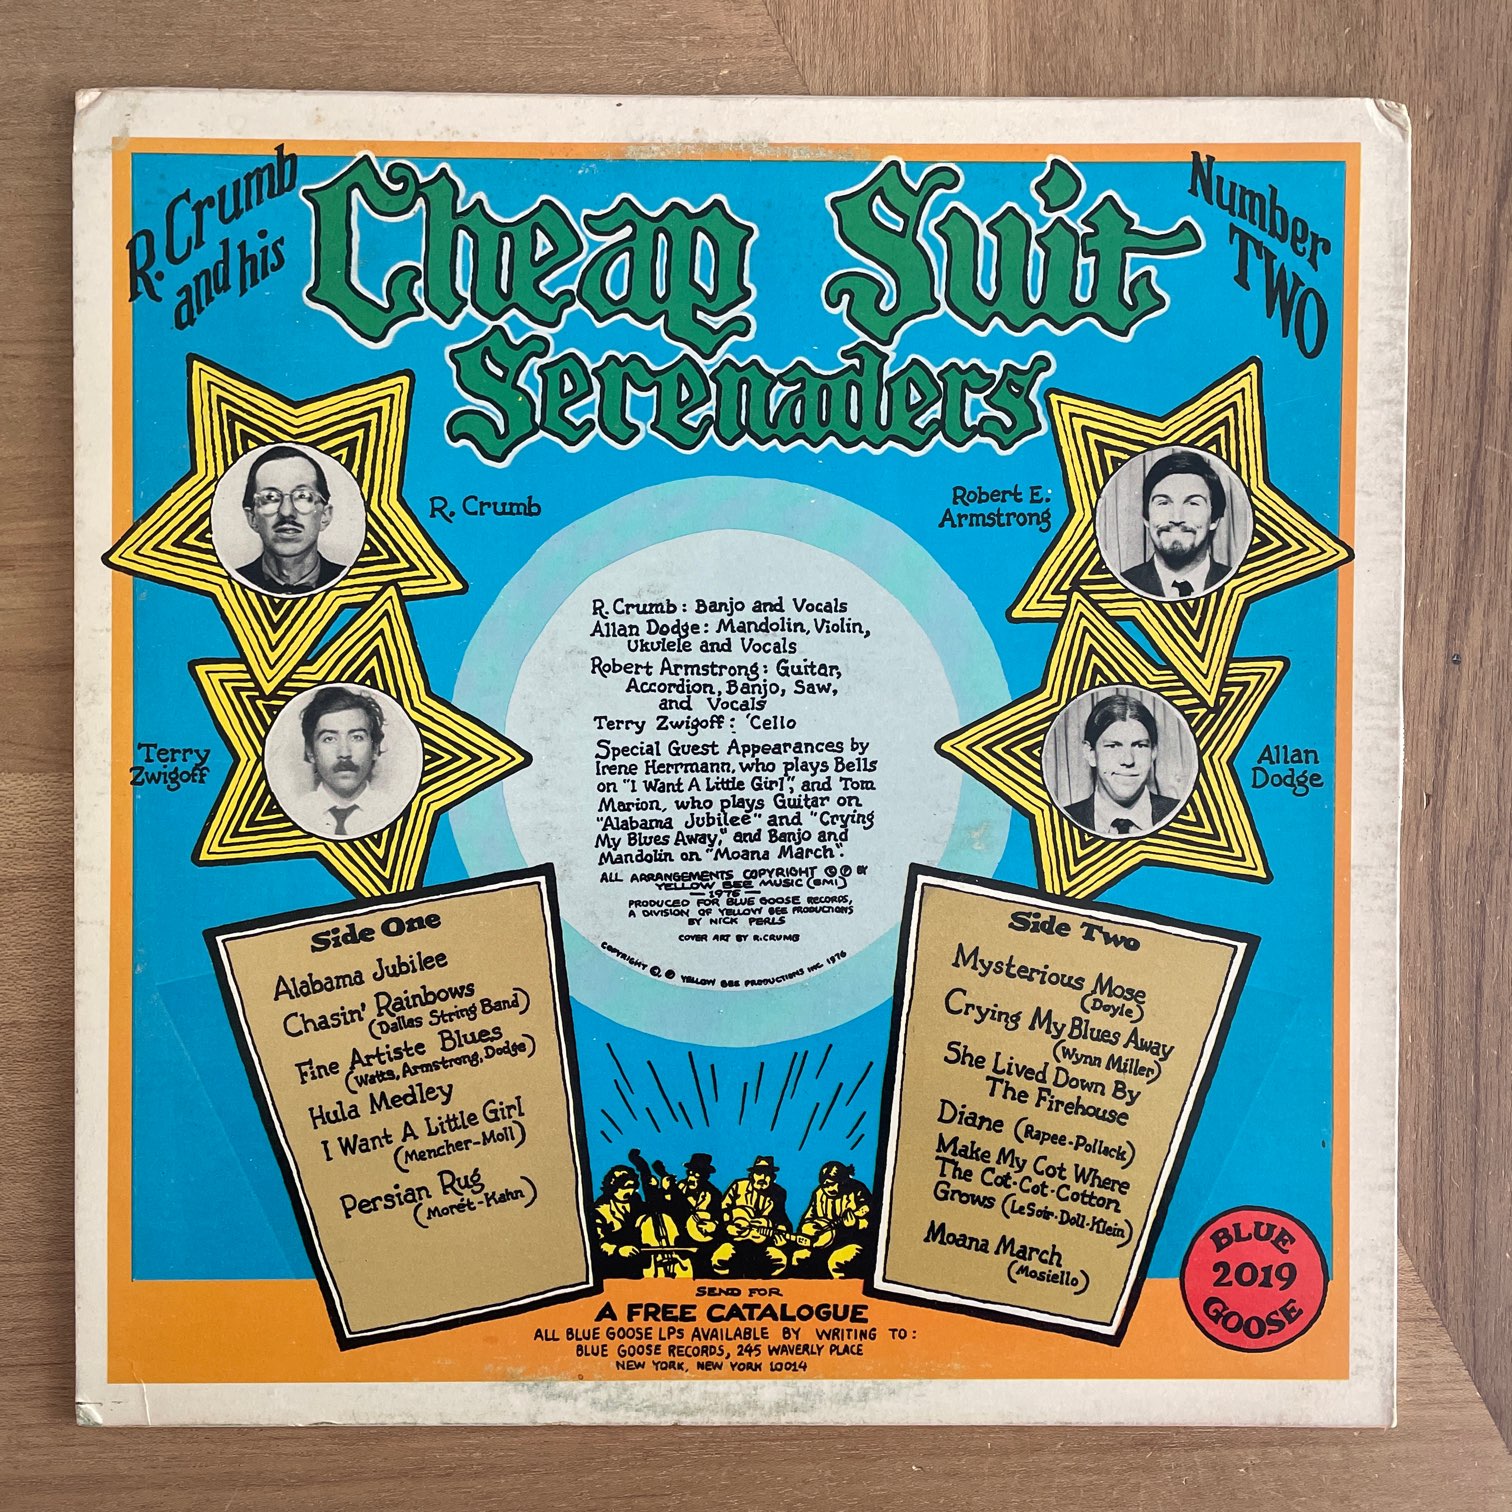 R. Crumb
and his
Cheap Suit
Serenaders
Number
TWO
R. Crumb
Robert E.
Armstrong
Terry
Zwigoff
Allan
Dodge
R. Crumb: Banjo and Vocals
Allan Dodge: Mandolin, Violin,
Ukulele and Vocals
Robert Armstrong: Guitar,
Accordion, Banjo, Saw,
and Vocals
Terry Zwigoff: 'Cello
Special Guest Appearances by
Irene Herrmann, who plays Bells
on "I Want A Little Girl", and Tom
Marion, who plays Guitar on
"Alabama Jubilee" and "Crying
My Blues Away," and Banjo and
Mandolin on "Moana March".
ALL ARRANGEMENTS COPYRIGHT © ℗ BY
YELLOW BEE MUSIC (BMI)
— 1976 —
PRODUCED FOR BLUE GOOSE RECORDS,
A DIVISION OF YELLOW BEE PRODUCTIONS
BY NICK PERLS
COVER ART BY R. CRUMB
COPYRIGHT ©, ℗ YELLOW BEE PRODUCTIONS INC. 1976
Side One
Alabama Jubilee
Chasin' Rainbows
(Dallas String Band)
Fine Artiste Blues
(Watts, Armstrong, Dodge)
Hula Medley
I Want A Little Girl
(Mencher-Moll)
Persian Rug
(Morét-Kahn)
Side Two
Mysterious Mose
(Doyle)
Crying My Blues Away
(Wynn Miller)
She Lived Down By
The Firehouse
Diane (Rapee-Pollack)
Make My Cot Where
The Cot-Cot-Cotton
Grows (LeSoir-Doll-Klein)
Moana March
(Mosiello)
BLUE
2019
GOOSE
SEND FOR
A FREE CATALOGUE
ALL BLUE GOOSE LPs AVAILABLE BY WRITING TO:
BLUE GOOSE RECORDS, 245 WAVERLY PLACE
NEW YORK, NEW YORK 10014